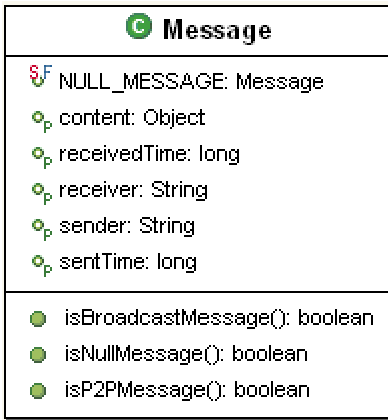 C Message
S F NULL_MESSAGE: Message
P content: Object
P receivedTime: long
P receiver: String
P sender: String
P sentTime: long
isBroadcastMessage(): boolean
isNullMessage(): boolean
isP2PMessage(): boolean